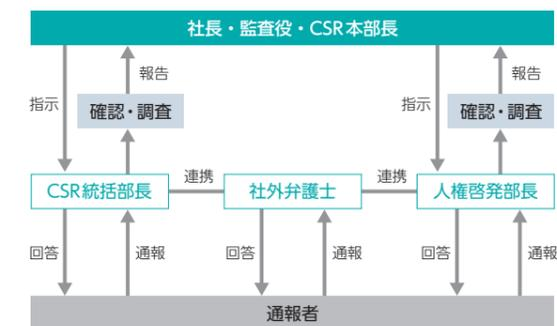 社長・監査役・CSR本部長
報告
報告
指示
指示
確認・調査
確認・調査
連携
連携
CSR統括部長
社外弁護士
人権啓発部長
回答
通報
回答
通報
回答
通報
通報者